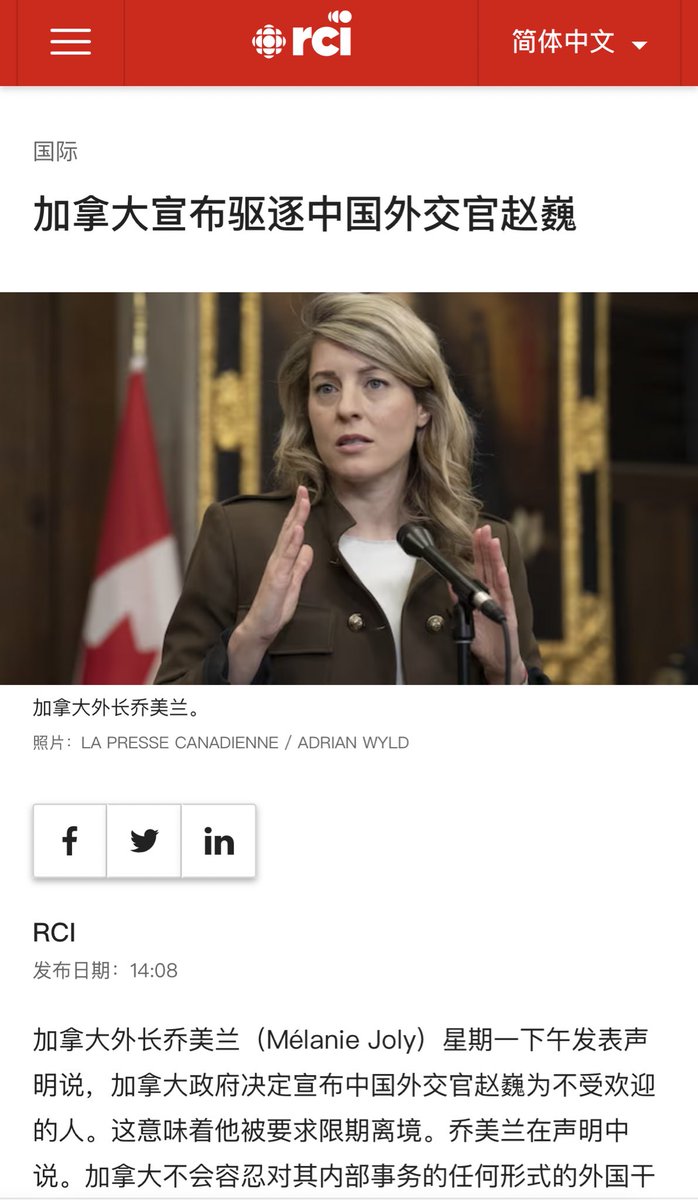 rci
简体中文
国际
加拿大宣布驱逐中国外交官赵巍
加拿大外长乔美兰。
照片：LA PRESSE CANADIENNE / ADRIAN WYLD
f
in
RCI
发布日期：14:08
加拿大外长乔美兰（Mélanie Joly）星期一下午发表声
明说，加拿大政府决定宣布中国外交官赵巍为不受欢迎
的人。这意味着他被要求限期离境。乔美兰在声明中
说。加拿大不会容忍对其内部事务的任何形式的外国干